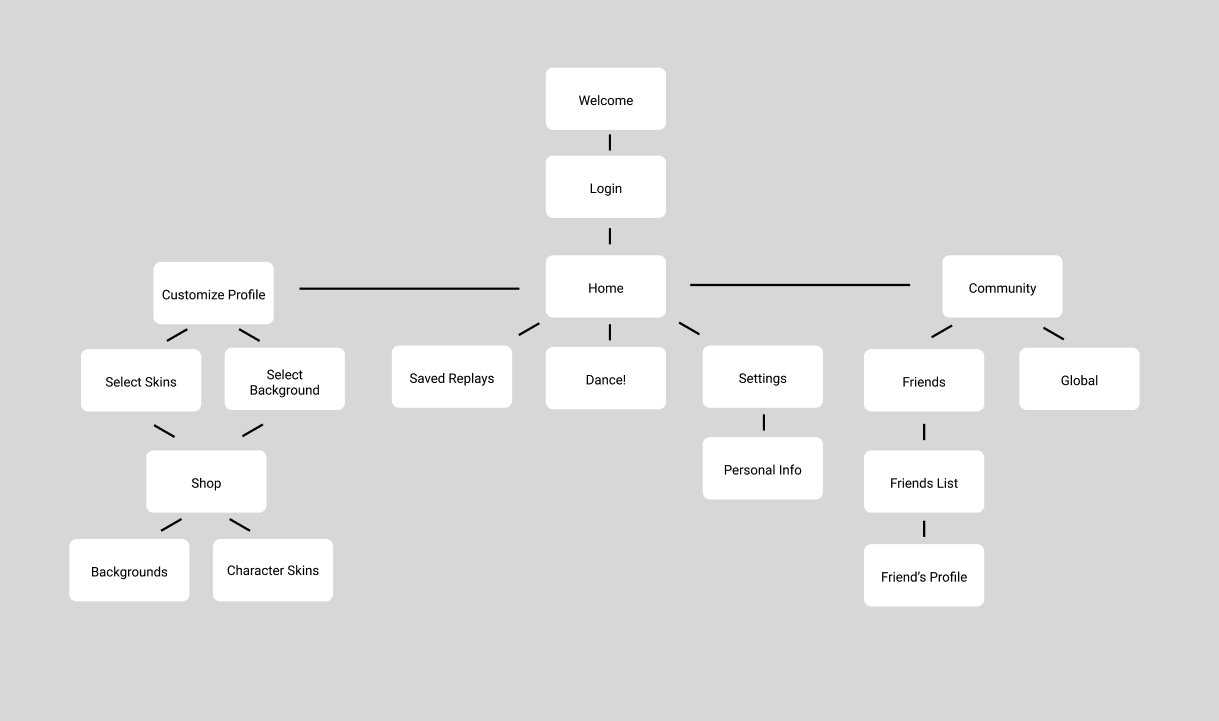 Welcome
Login
Home
Customize Profile
Community
Select Skins
Select
Background
Saved Replays
Dance!
Settings
Friends
Global
Personal Info
Shop
Friends List
Backgrounds
Character Skins
Friend’s Profile